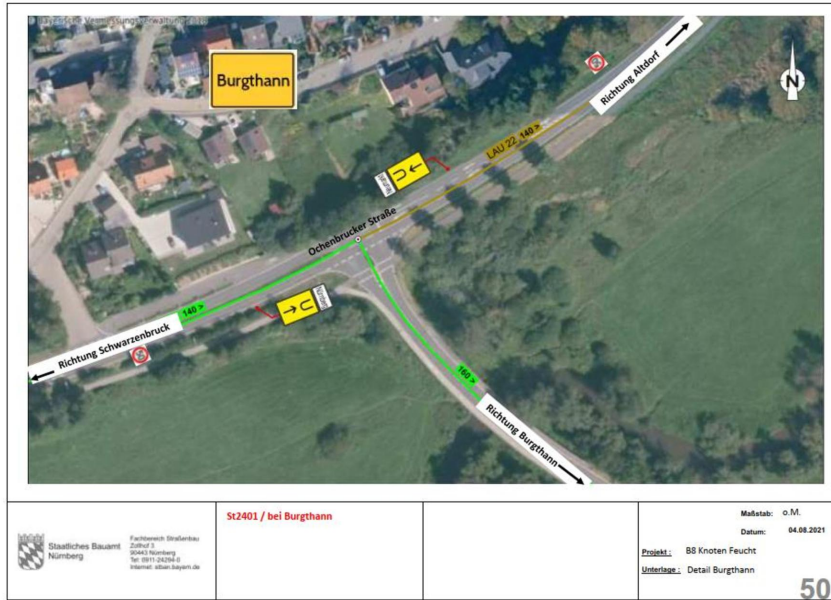 © Bayerische Vermessungsverwaltung
Burgthann
Richtung Altdorf
N
LAU 22 140 >
U
Neumarkt
Ochenbrucker Straße
U
Nürnberg
140 >
Richtung Schwarzenbruck
160 >
Richtung Burgthann
Staatliches Bauamt
Nürnberg
Fachbereich Straßenbau
Zollhof 3
90443 Nürnberg
Tel: 0911-24294-0
Internet: stban.bayern.de
St2401 / bei Burgthann
Maßstab: o.M.
Datum: 04.08.2021
Projekt : B8 Knoten Feucht
Unterlage : Detail Burgthann
50